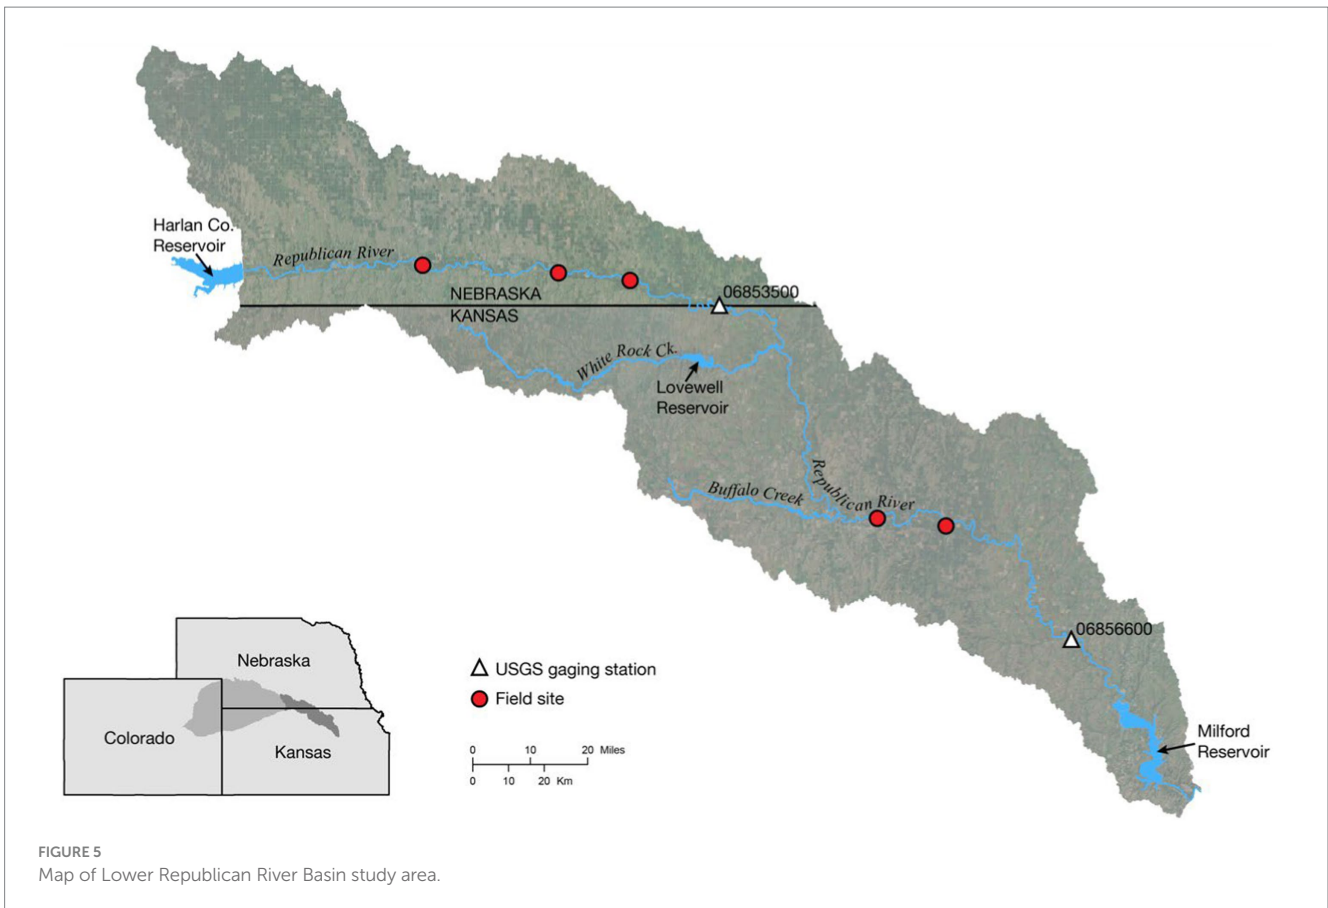 Harlan Co.
Reservoir
Republican River
NEBRASKA
KANSAS
06853500
White Rock Ck.
Lovewell
Reservoir
Republican River
Buffalo Creek
06856600
Milford
Reservoir
Nebraska
Colorado
Kansas
USGS gaging station
Field site
0 10 20 Miles
0 10 20 Km
FIGURE 5
Map of Lower Republican River Basin study area.